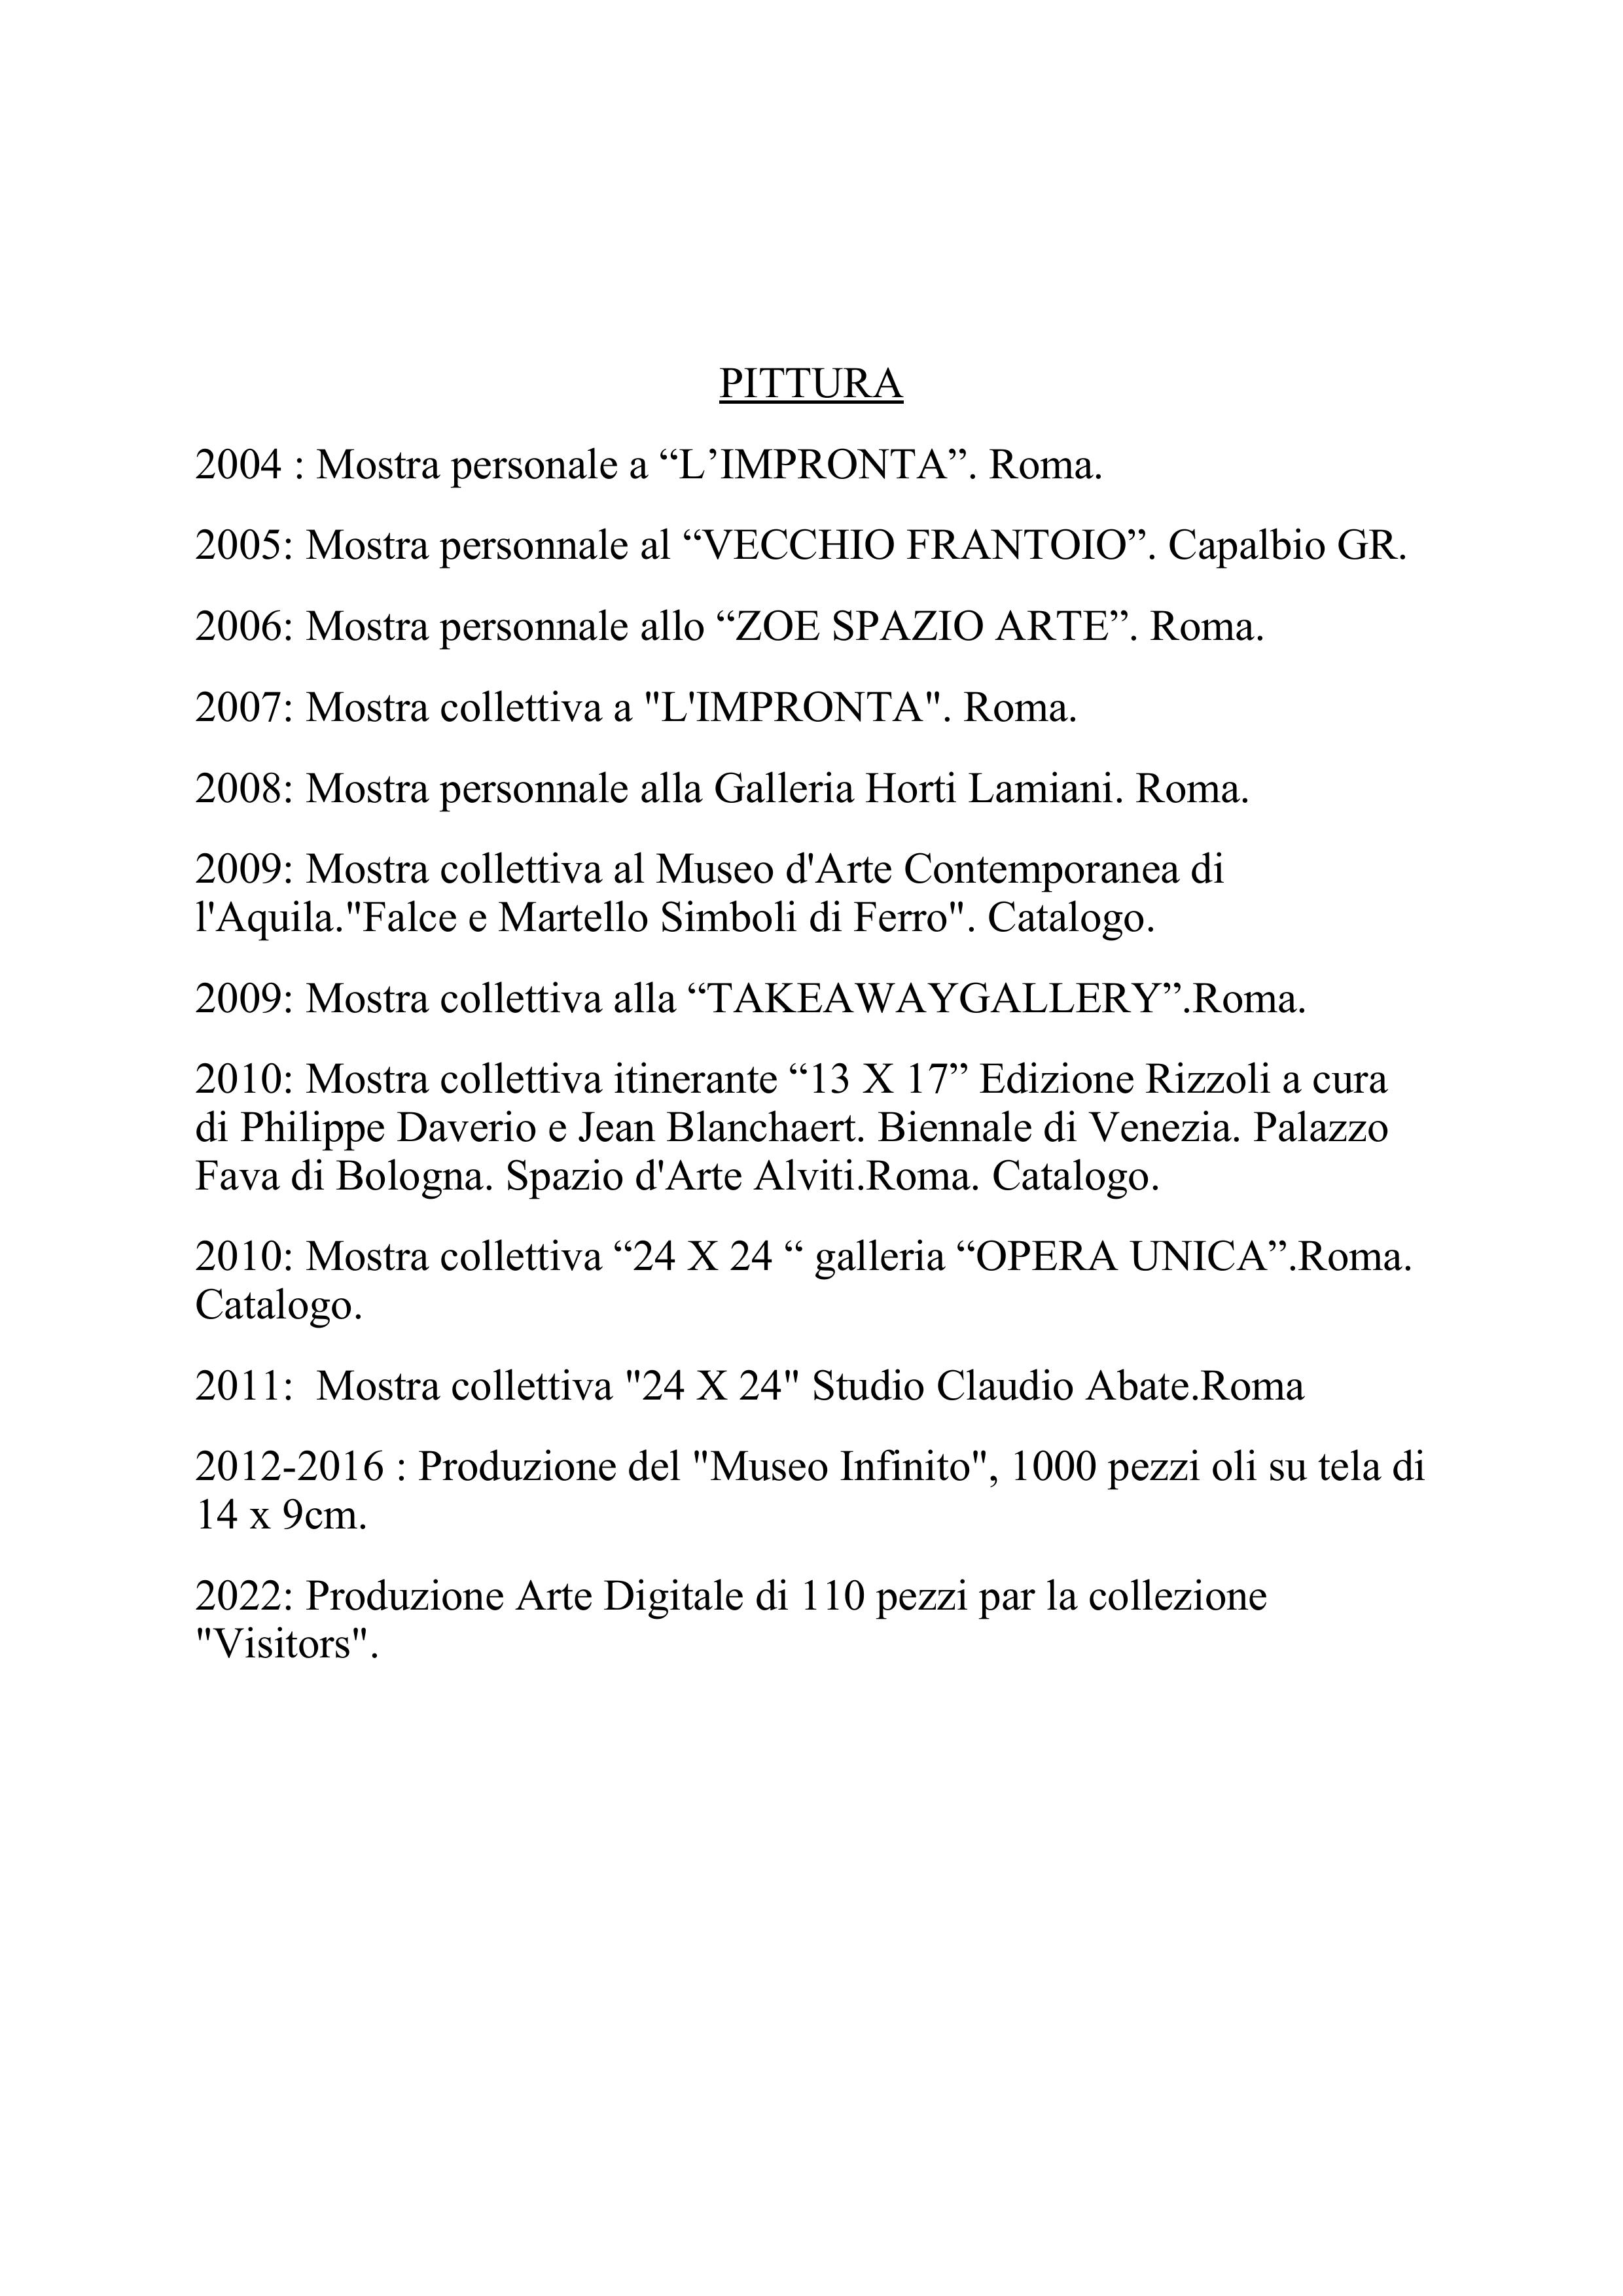 PITTURA
2004 : Mostra personale a “L’IMPRONTA”. Roma.
2005: Mostra personnale al “VECCHIO FRANTOIO”. Capalbio GR.
2006: Mostra personnale allo “ZOE SPAZIO ARTE”. Roma.
2007: Mostra collettiva a "L'IMPRONTA". Roma.
2008: Mostra personnale alla Galleria Horti Lamiani. Roma.
2009: Mostra collettiva al Museo d'Arte Contemporanea di
l'Aquila."Falce e Martello Simboli di Ferro". Catalogo.
2009: Mostra collettiva alla “TAKEAWAYGALLERY”.Roma.
2010: Mostra collettiva itinerante “13 X 17” Edizione Rizzoli a cura
di Philippe Daverio e Jean Blanchaert. Biennale di Venezia. Palazzo
Fava di Bologna. Spazio d'Arte Alviti.Roma. Catalogo.
2010: Mostra collettiva “24 X 24 “ galleria “OPERA UNICA”.Roma.
Catalogo.
2011:  Mostra collettiva "24 X 24" Studio Claudio Abate.Roma
2012-2016 : Produzione del "Museo Infinito", 1000 pezzi oli su tela di
14 x 9cm.
2022: Produzione Arte Digitale di 110 pezzi par la collezione
"Visitors".